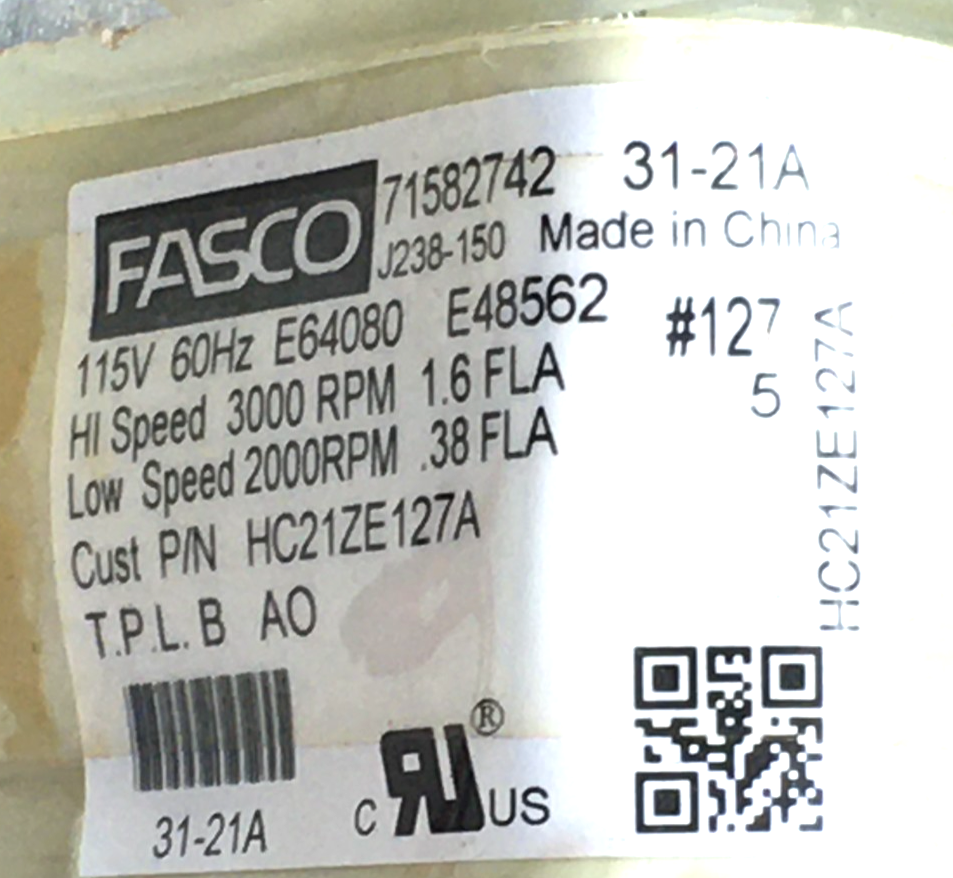 FASCO 71582742 31-21A
J238-150 Made in China
115V 60Hz E64080 E48562 #127
HI Speed 3000 RPM 1.6 FLA 5
Low Speed 2000RPM .38 FLA
Cust P/N HC21ZE127A
T.P.L. B AO
HC21ZE127A
31-21A
C UL ® US